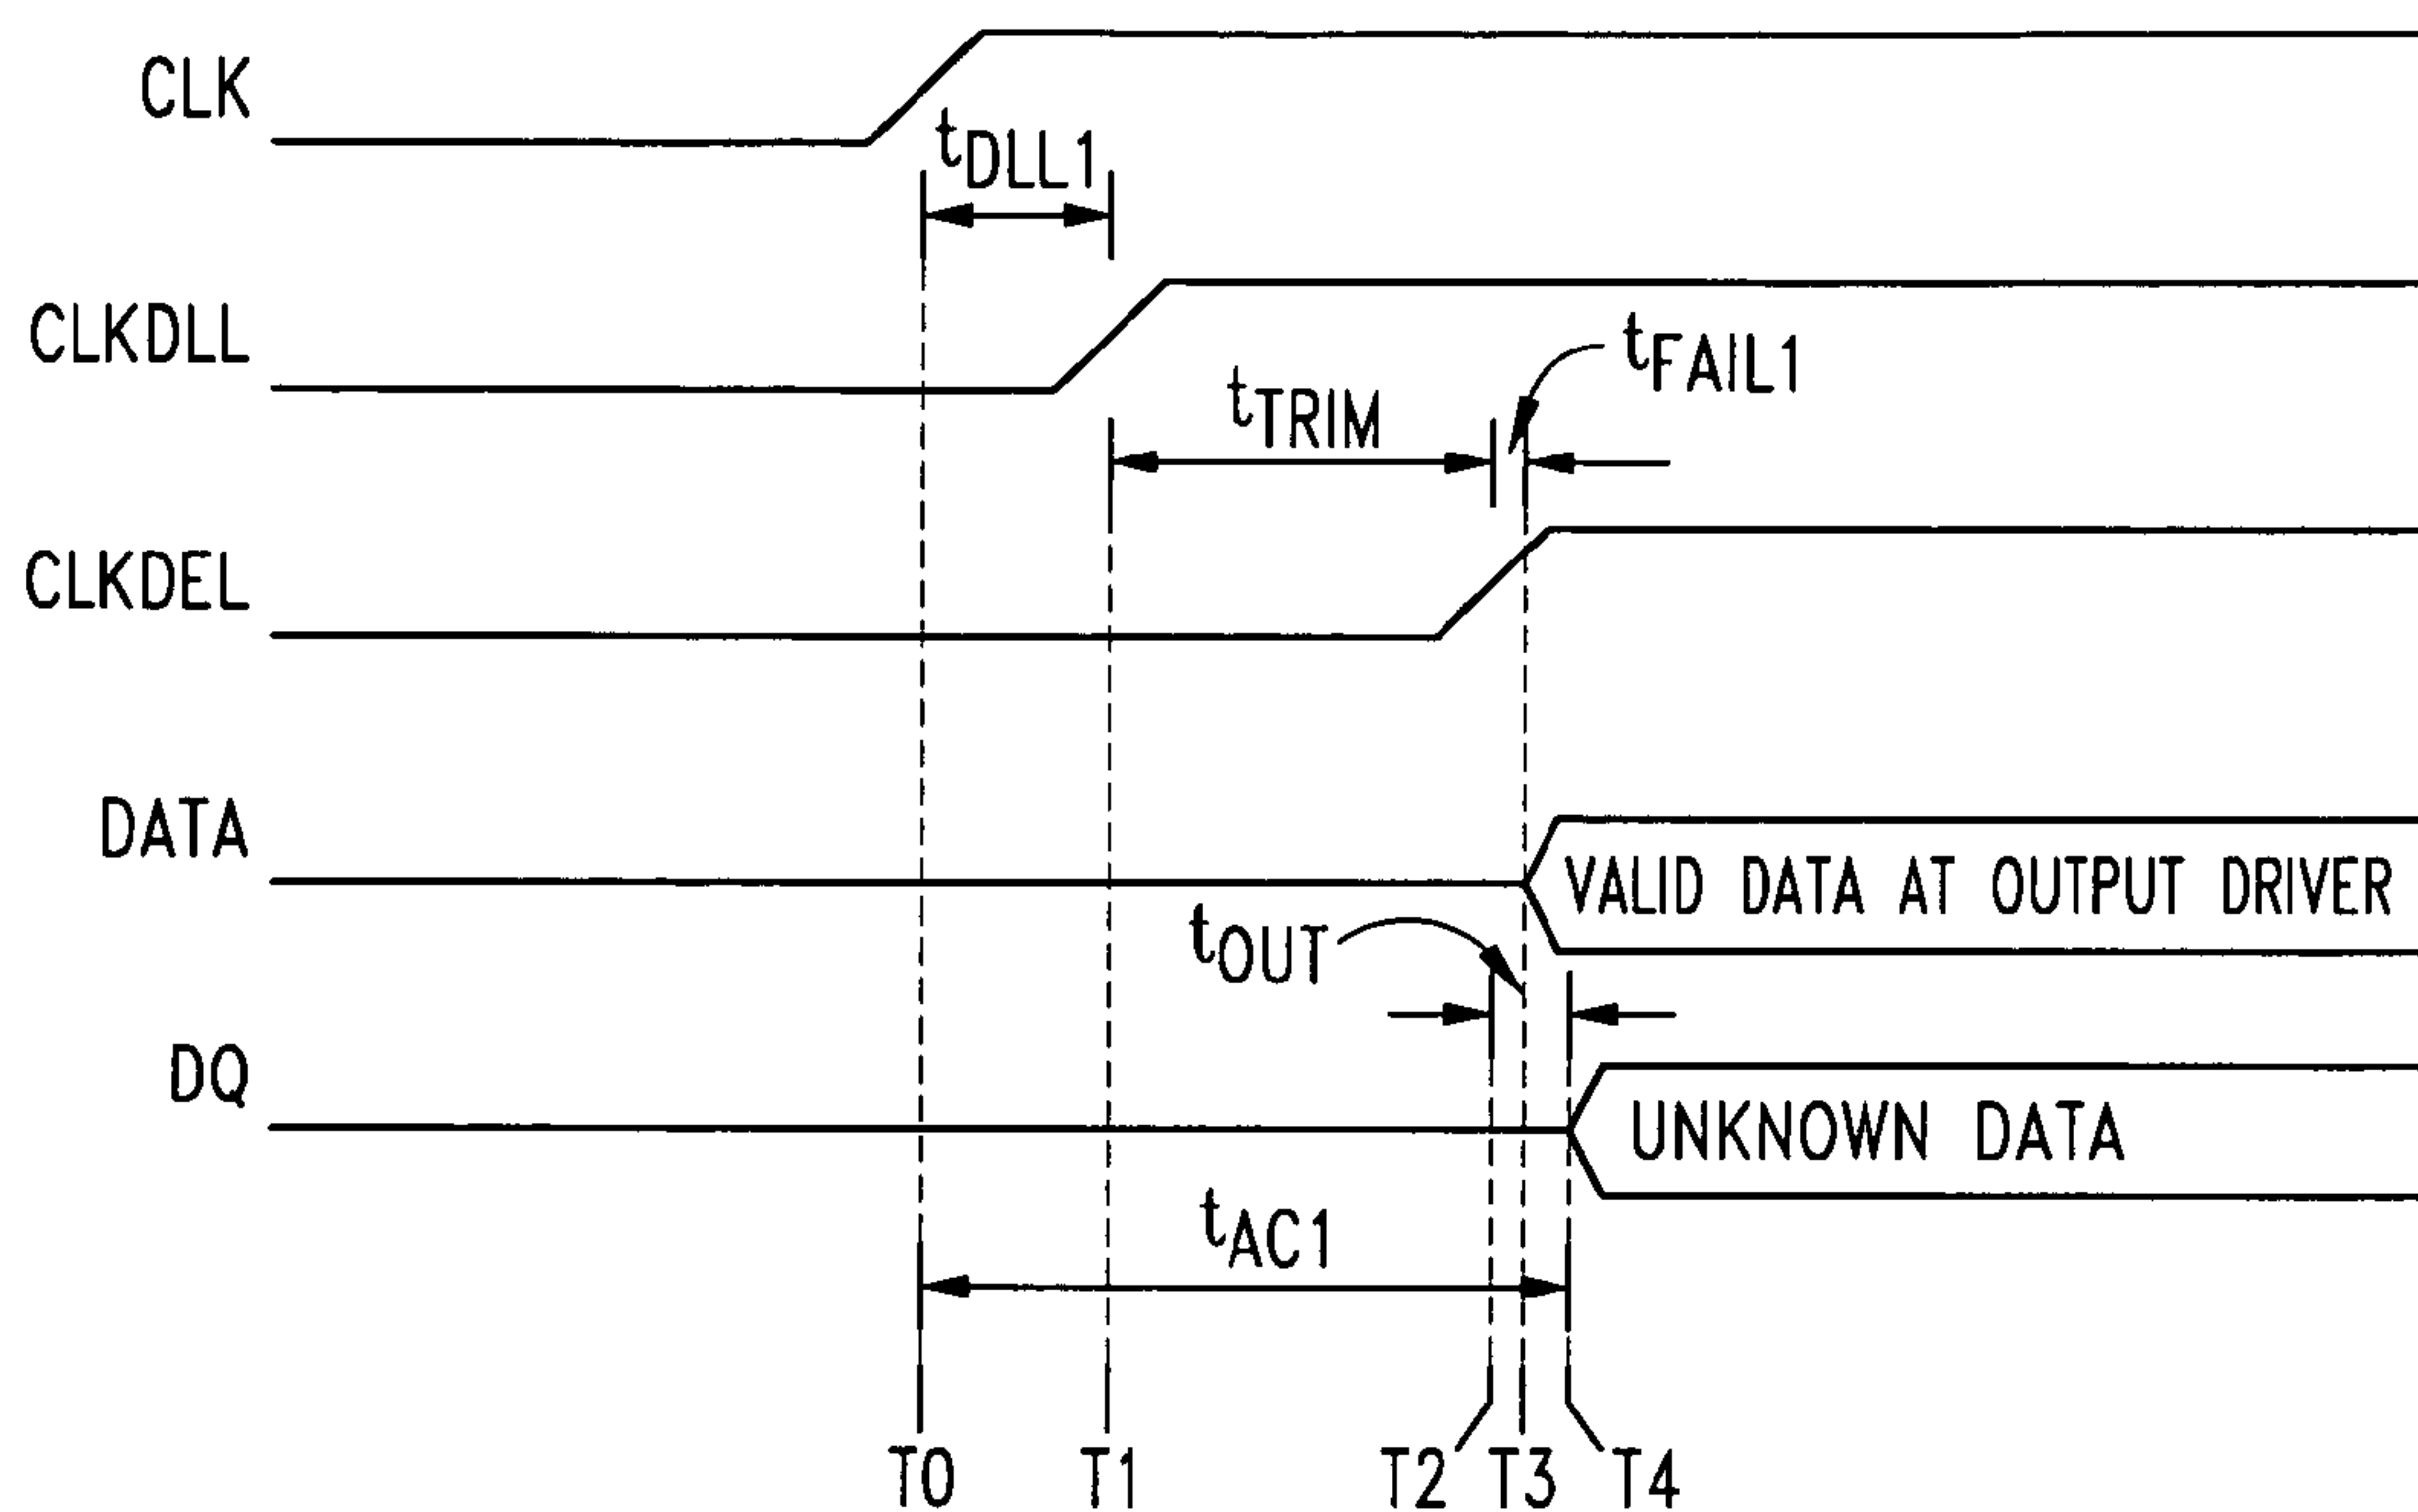 CLK
tDLL1
CLKDLL
tFAIL1
tTRIM
CLKDEL
DATA
VALID DATA AT OUTPUT DRIVER
tOUT
DQ
UNKNOWN DATA
tAC1
T0 T1 T2 T3 T4